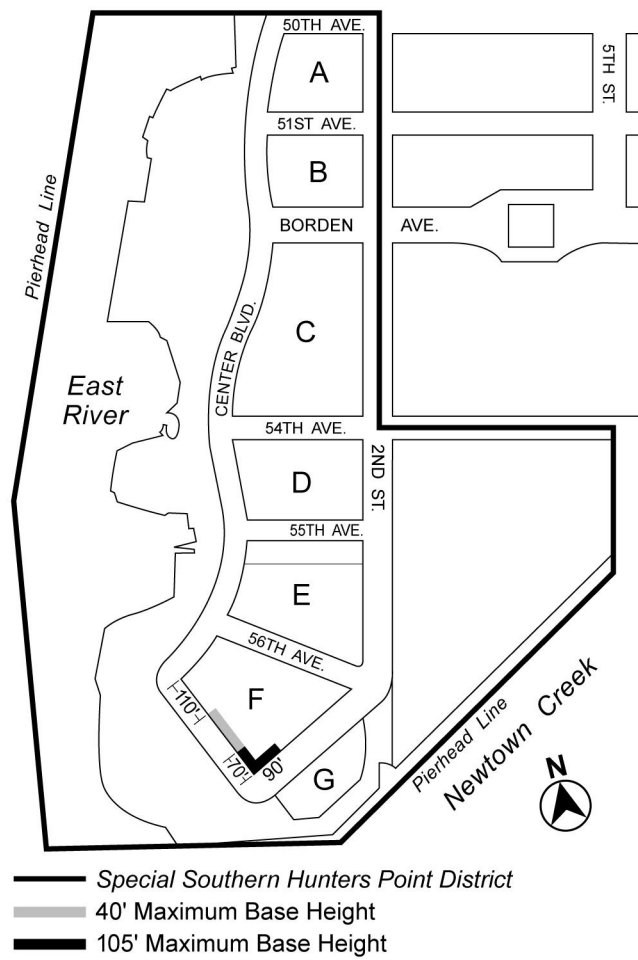 50TH AVE.
5TH ST.
A
51ST AVE.
B
Pierhead Line
BORDEN AVE.
CENTER BLVD.
C
East
River
54TH AVE.
2ND ST.
D
55TH AVE.
E
56TH AVE.
F
110'
70'
90'
G
Pierhead Line
Newtown Creek
N
Special Southern Hunters Point District
40' Maximum Base Height
105' Maximum Base Height